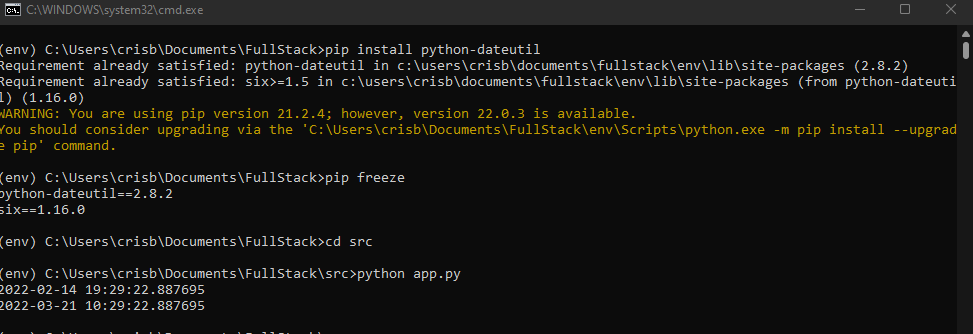 C:\WINDOWS\system32\cmd.exe
(env) C:\Users\crisb\Documents\FullStack>pip install python-dateutil
Requirement already satisfied: python-dateutil in c:\users\crisb\documents\fullstack\env\lib\site-packages (2.8.2)
Requirement already satisfied: six>=1.5 in c:\users\crisb\documents\fullstack\env\lib\site-packages (from python-dateuti
l) (1.16.0)
WARNING: You are using pip version 21.2.4; however, version 22.0.3 is available.
You should consider upgrading via the 'C:\Users\crisb\Documents\FullStack\env\Scripts\python.exe -m pip install --upgrad
e pip' command.
(env) C:\Users\crisb\Documents\FullStack>pip freeze
python-dateutil==2.8.2
six==1.16.0
(env) C:\Users\crisb\Documents\FullStack>cd src
(env) C:\Users\crisb\Documents\FullStack\src>python app.py
2022-02-14 19:29:22.887695
2022-03-21 10:29:22.887695